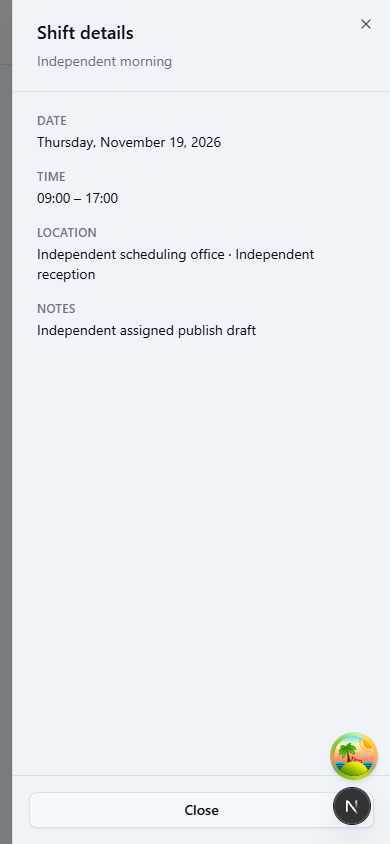 Shift details
Independent morning
DATE
Thursday, November 19, 2026
TIME
09:00 – 17:00
LOCATION
Independent scheduling office · Independent
reception
NOTES
Independent assigned publish draft
Close
N